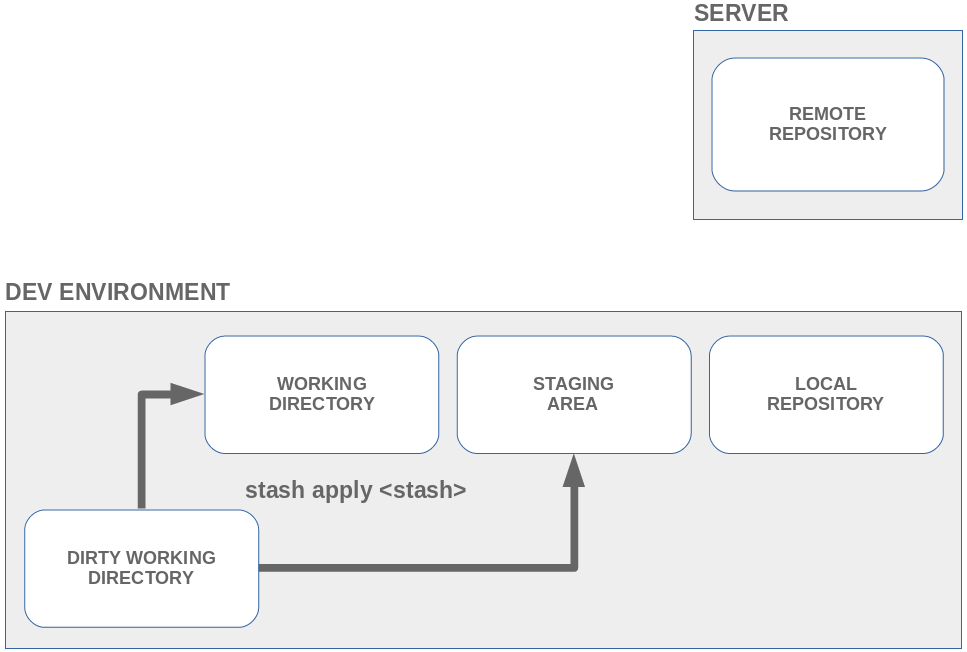 SERVER
REMOTE
REPOSITORY
DEV ENVIRONMENT
WORKING
DIRECTORY
STAGING
AREA
LOCAL
REPOSITORY
stash apply <stash>
DIRTY WORKING
DIRECTORY